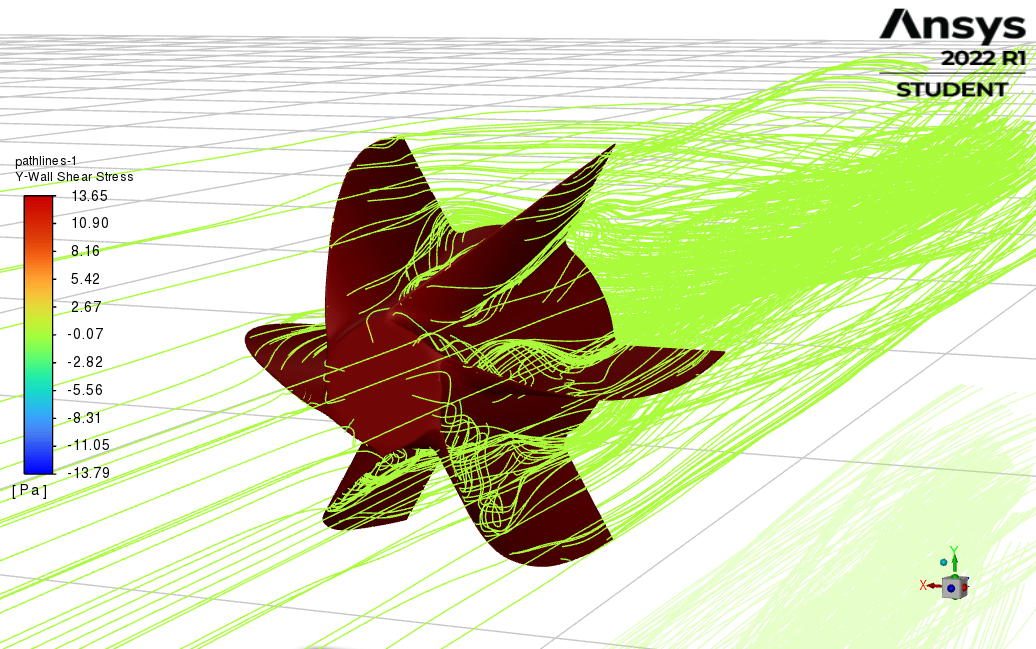 Ansys
2022 R1
STUDENT
pathlines-1
Y-Wall Shear Stress
13.65
10.90
8.16
5.42
2.67
-0.07
-2.82
-5.56
-8.31
-11.05
-13.79
[ Pa ]
Y
X